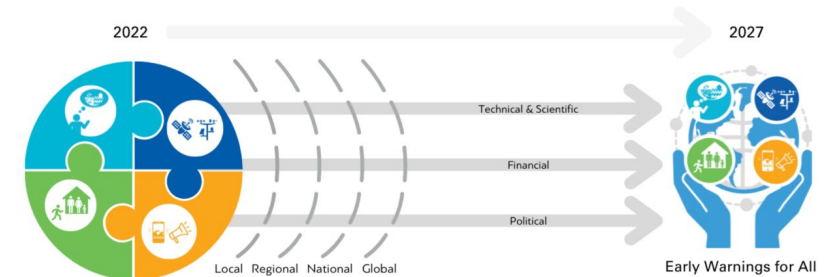 2022
2027
Technical & Scientific
Financial
Political
Local Regional National Global
Early Warnings for All